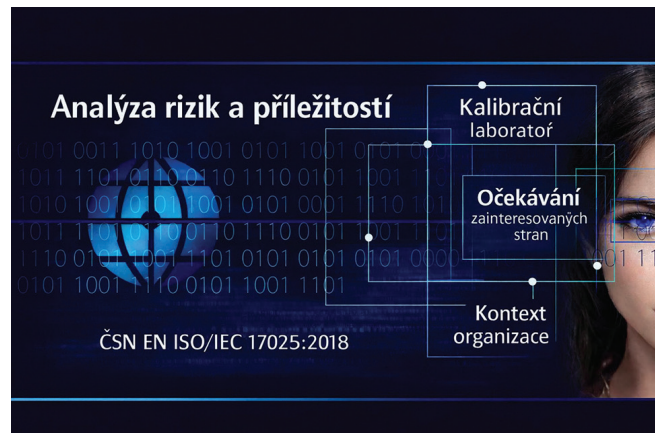 Analýza rizik a příležitostí
Kalibrační
laboratoř
Očekávání
zainteresovaných
stran
Kontext
organizace
ČSN EN ISO/IEC 17025:2018